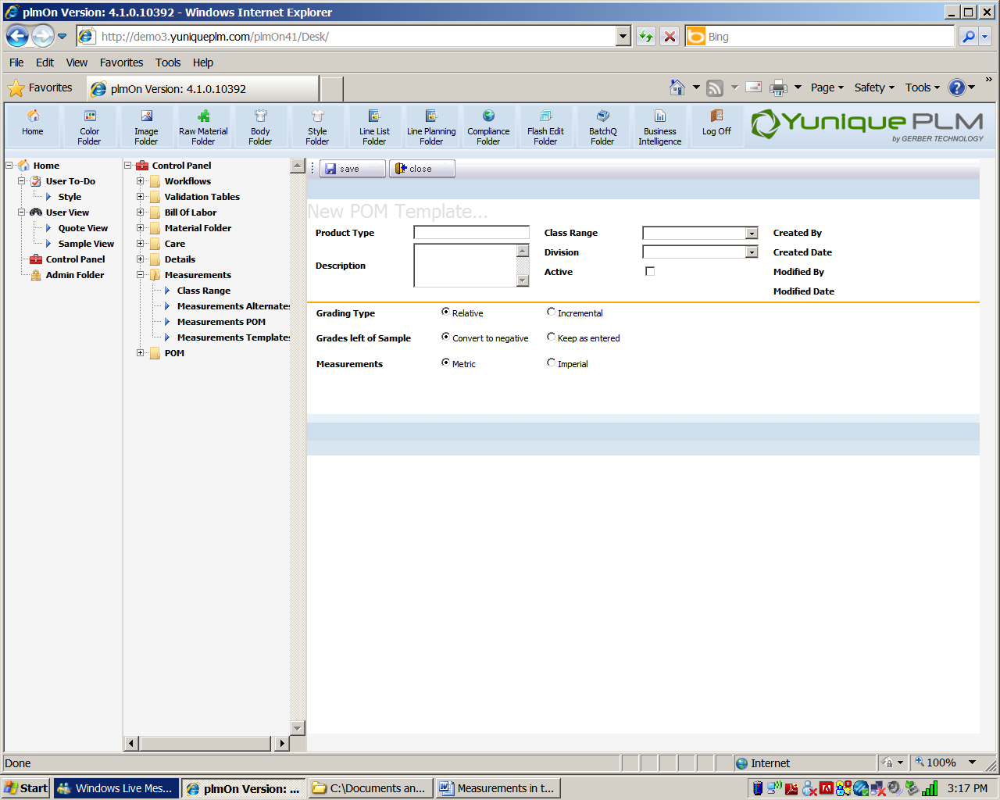 plmOn Version: 4.1.0.10392 - Windows Internet Explorer
http://demo3.yuniqueplm.com/plmOn41/Desk/
Bing
File Edit View Favorites Tools Help
Favorites
plmOn Version: 4.1.0.10392
Page Safety Tools
Home
Color Folder
Image Folder
Raw Material Folder
Body Folder
Style Folder
Line List Folder
Line Planning Folder
Compliance Folder
Flash Edit Folder
BatchQ Folder
Business Intelligence
Log Off
Yunique PLM
by GERBER TECHNOLOGY
Home
User To-Do
Style
User View
Quote View
Sample View
Control Panel
Admin Folder
Control Panel
Workflows
Validation Tables
Bill Of Labor
Material Folder
Care
Details
Measurements
Class Range
Measurements Alternates
Measurements POM
Measurements Templates
POM
save
close
New POM Template...
Product Type
Class Range
Created By
Description
Division
Created Date
Active
Modified By
Modified Date
Grading Type
Relative
Incremental
Grades left of Sample
Convert to negative
Keep as entered
Measurements
Metric
Imperial
Done
Internet
100%
Start
Windows Live Mes...
plmOn Version: ...
C:\Documents an...
Measurements in t...
3:17 PM